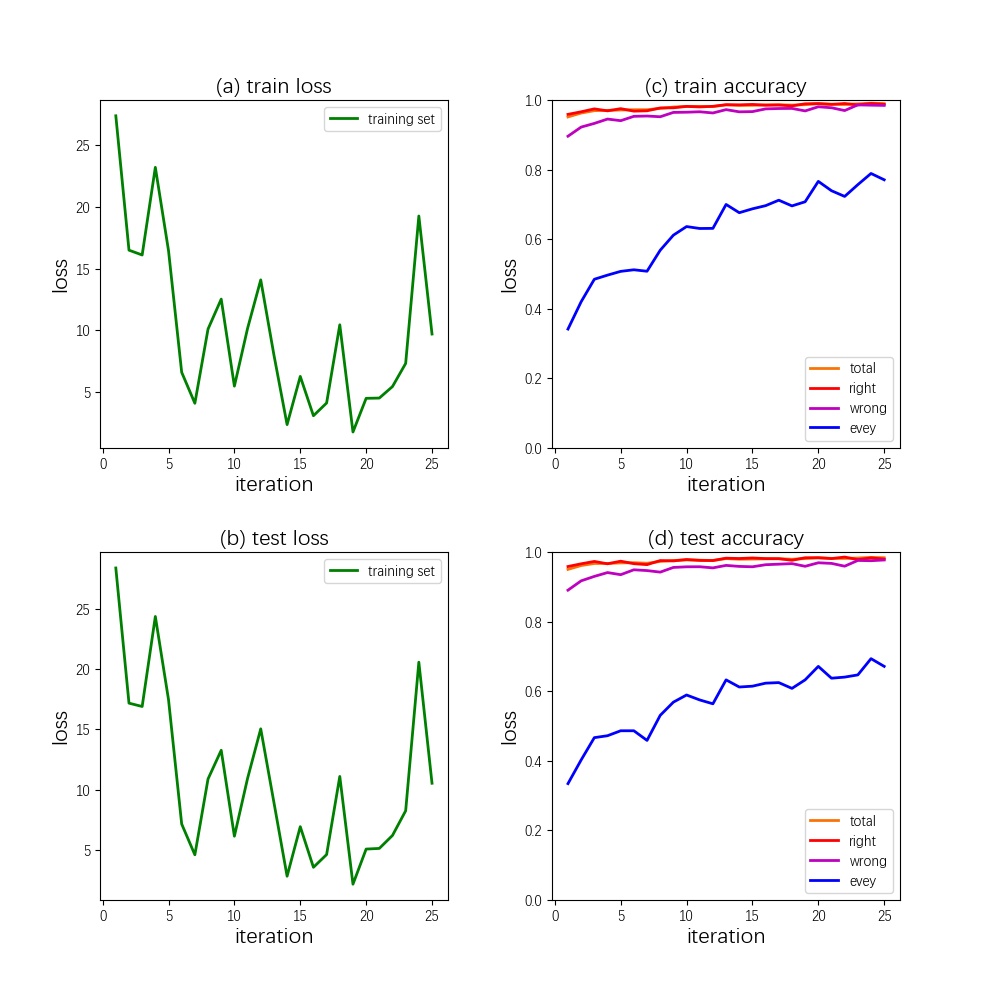 (a) train loss
training set
25
20
15
10
5
0 5 10 15 20 25
loss
iteration
(c) train accuracy
1.0
0.8
0.6
0.4
0.2
0.0
total
right
wrong
evey
0 5 10 15 20 25
loss
iteration
(b) test loss
training set
25
20
15
10
5
0 5 10 15 20 25
loss
iteration
(d) test accuracy
1.0
0.8
0.6
0.4
0.2
0.0
total
right
wrong
evey
0 5 10 15 20 25
loss
iteration